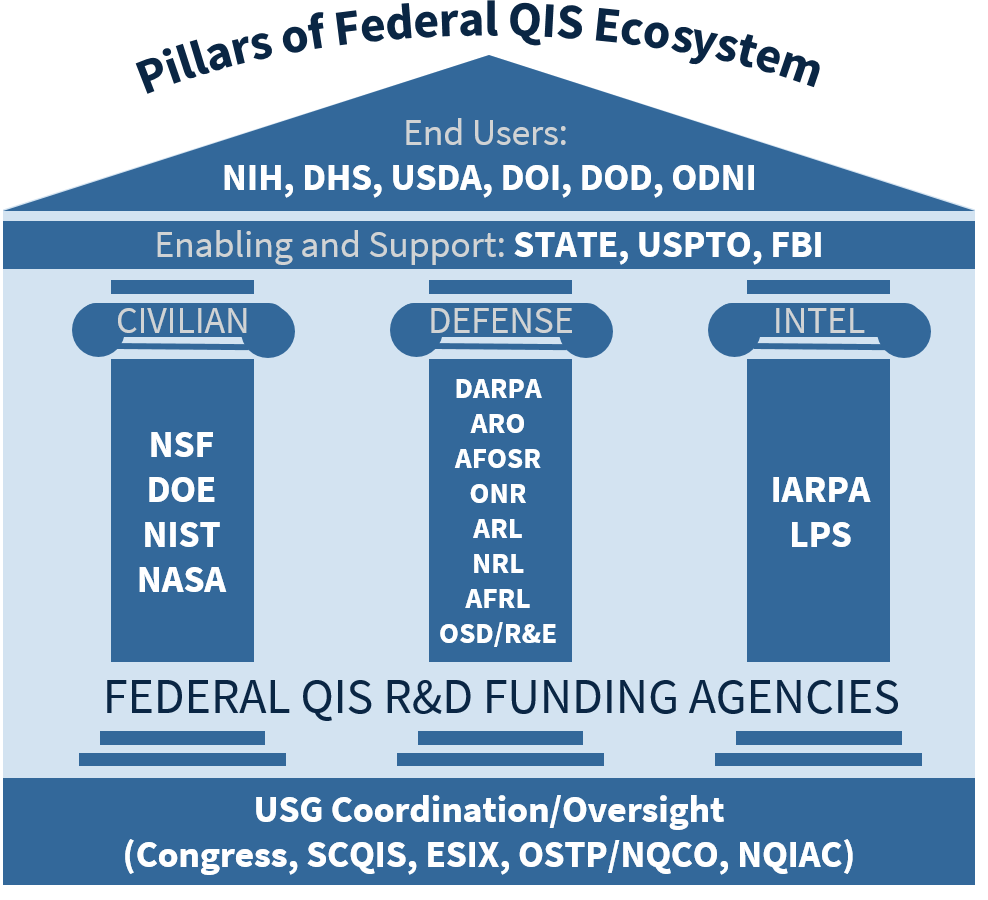 Pillars of Federal QIS Ecosystem
End Users:
NIH, DHS, USDA, DOI, DOD, ODNI
Enabling and Support: STATE, USPTO, FBI
CIVILIAN
NSF
DOE
NIST
NASA
DEFENSE
DARPA
ARO
AFOSR
ONR
ARL
NRL
AFRL
OSD/R&E
INTEL
IARPA
LPS
FEDERAL QIS R&D FUNDING AGENCIES
USG Coordination/Oversight
(Congress, SCQIS, ESIX, OSTP/NQCO, NQIAC)